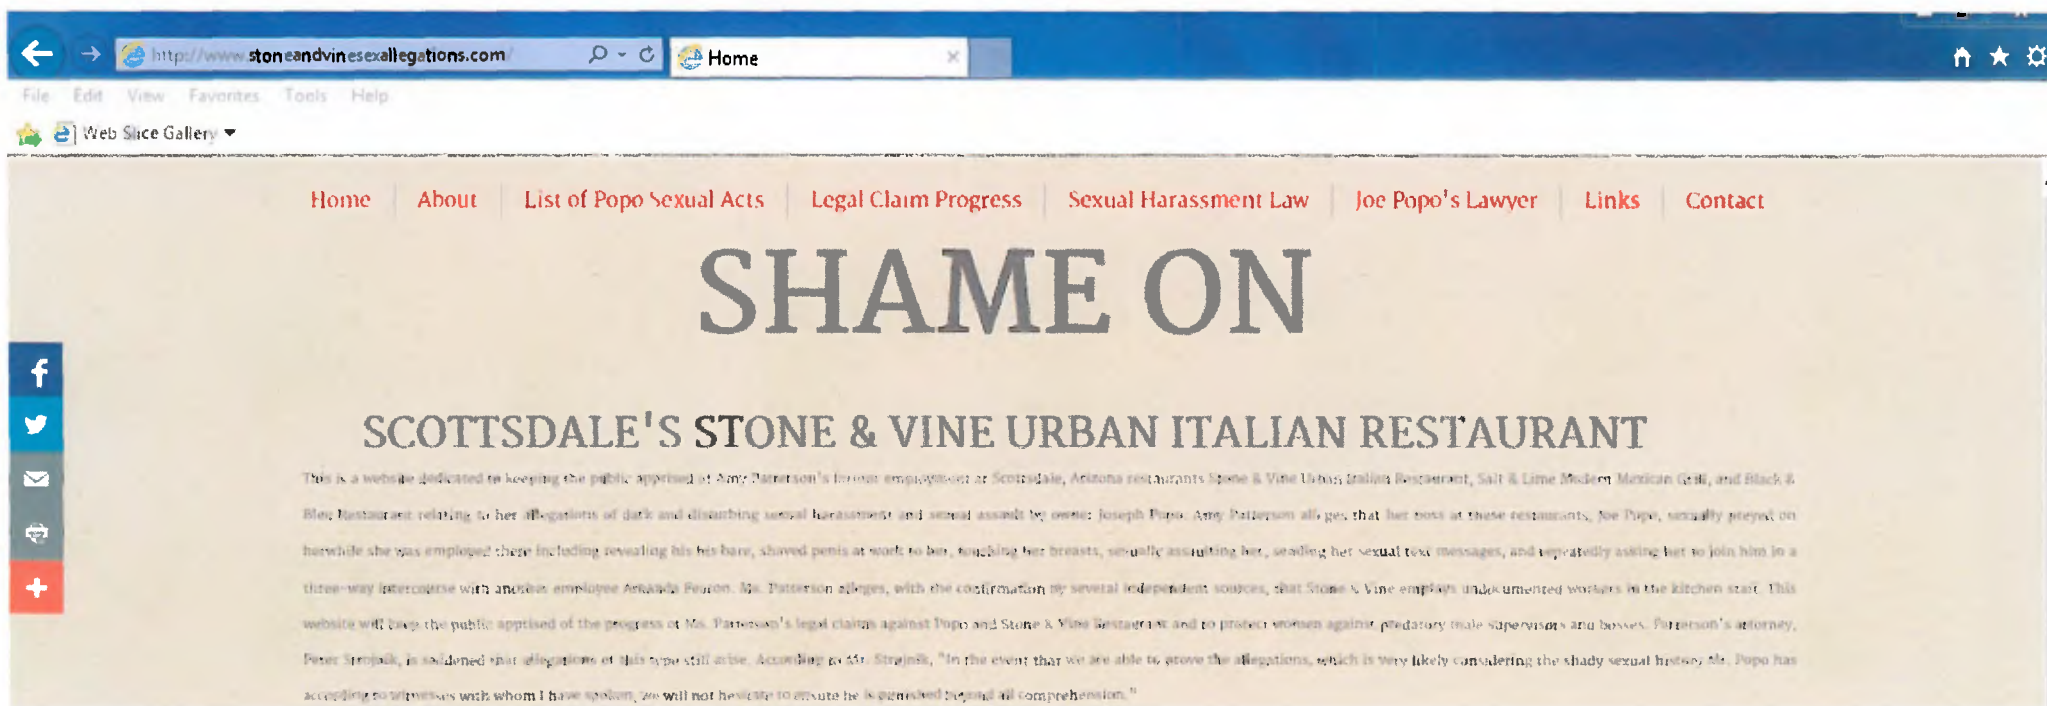 http://www.stoneandvinesexallegations.com/
Home
File Edit View Favorites Tools Help
Web Slice Gallery
Home About List of Popo Sexual Acts Legal Claim Progress Sexual Harassment Law Joe Popo's Lawyer Links Contact
SHAME ON
SCOTTSDALE'S STONE & VINE URBAN ITALIAN RESTAURANT
This is a website dedicated to keeping the public apprised of Amy Patterson's former employment at Scottsdale, Arizona restaurants Stone & Vine Urban Italian Restaurant, Salt & Lime Modern Mexican Grill, and Black &
Bleu Restaurant relating to her allegations of dark and disturbing sexual harassment and sexual assault by owner Joseph Popo. Amy Patterson alleges that her boss at these restaurants, Joe Popo, sexually preyed on
herwhile she was employed there including revealing his his bare, shaved penis at work to her, touching her breasts, sexually assaulting her, sending her sexual text messages, and repeatedly asking her to join him in a
three-way intercourse with another employee Amanda. Ms. Patterson alleges, with the confirmation by several independent sources, that Stone & Vine employs undocumented workers in the kitchen staff. This
website will keep the public apprised of the progress of Ms. Patterson's legal claims against Popo and Stone & Vine Restaurant and to protect women against predatory male supervisors and bosses. Patterson's attorney,
Peter Strojnik, is saddened that allegations of this type still arise. According to Mr. Strojnik, "In the event that we are able to prove the allegations, which is very likely considering the shady sexual history Mr. Popo has
according to witnesses with whom I have spoken, we will not hesitate to ensure he is punished beyond all comprehension."